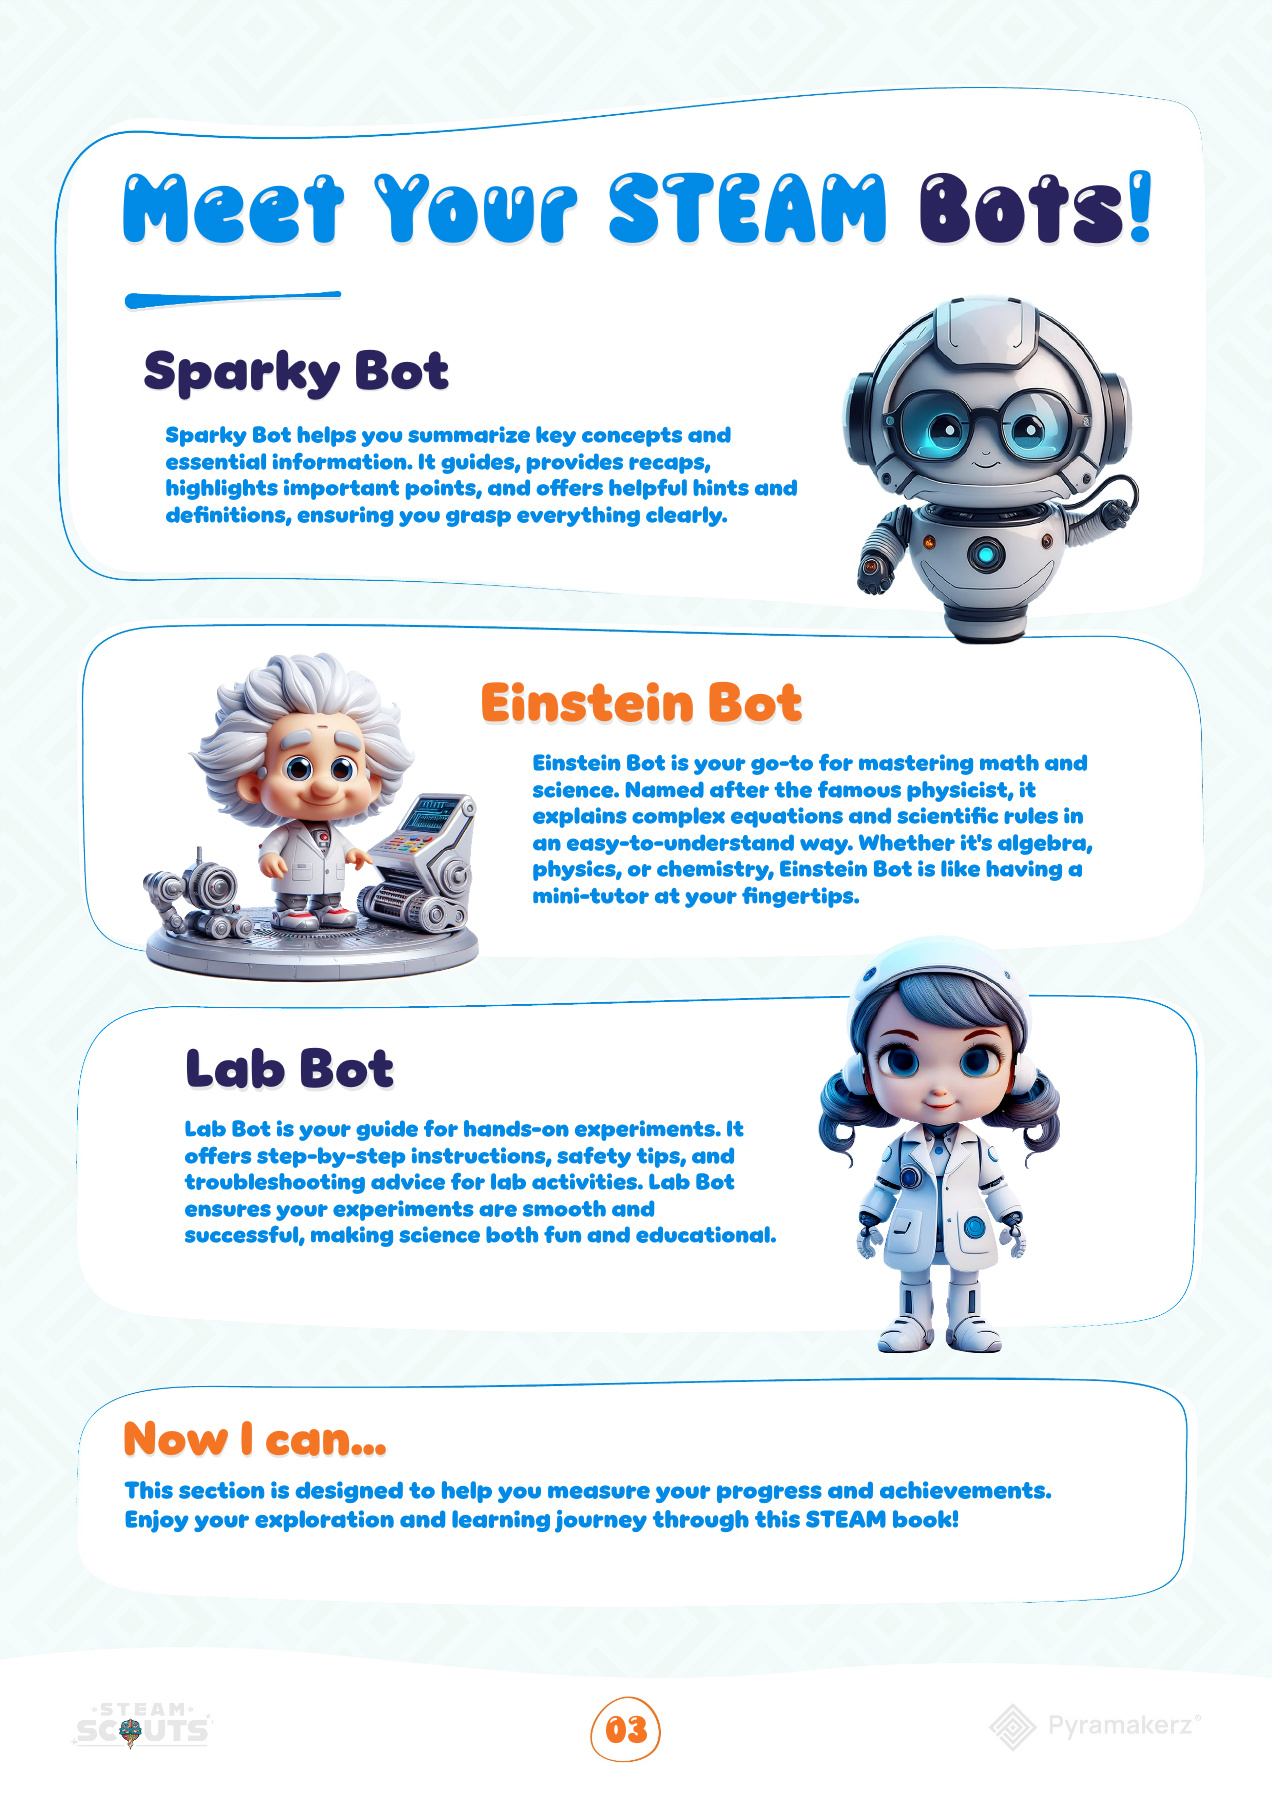 Meet Your STEAM Bots!
Sparky Bot
Sparky Bot helps you summarize key concepts and
essential information. It guides, provides recaps,
highlights important points, and offers helpful hints and
definitions, ensuring you grasp everything clearly.
Einstein Bot
Einstein Bot is your go-to for mastering math and
science. Named after the famous physicist, it
explains complex equations and scientific rules in
an easy-to-understand way. Whether it's algebra,
physics, or chemistry, Einstein Bot is like having a
mini-tutor at your fingertips.
Lab Bot
Lab Bot is your guide for hands-on experiments. It
offers step-by-step instructions, safety tips, and
troubleshooting advice for lab activities. Lab Bot
ensures your experiments are smooth and
successful, making science both fun and educational.
Now I can...
This section is designed to help you measure your progress and achievements.
Enjoy your exploration and learning journey through this STEAM book!
STEAM
SCOUTS
03
Pyramakerz